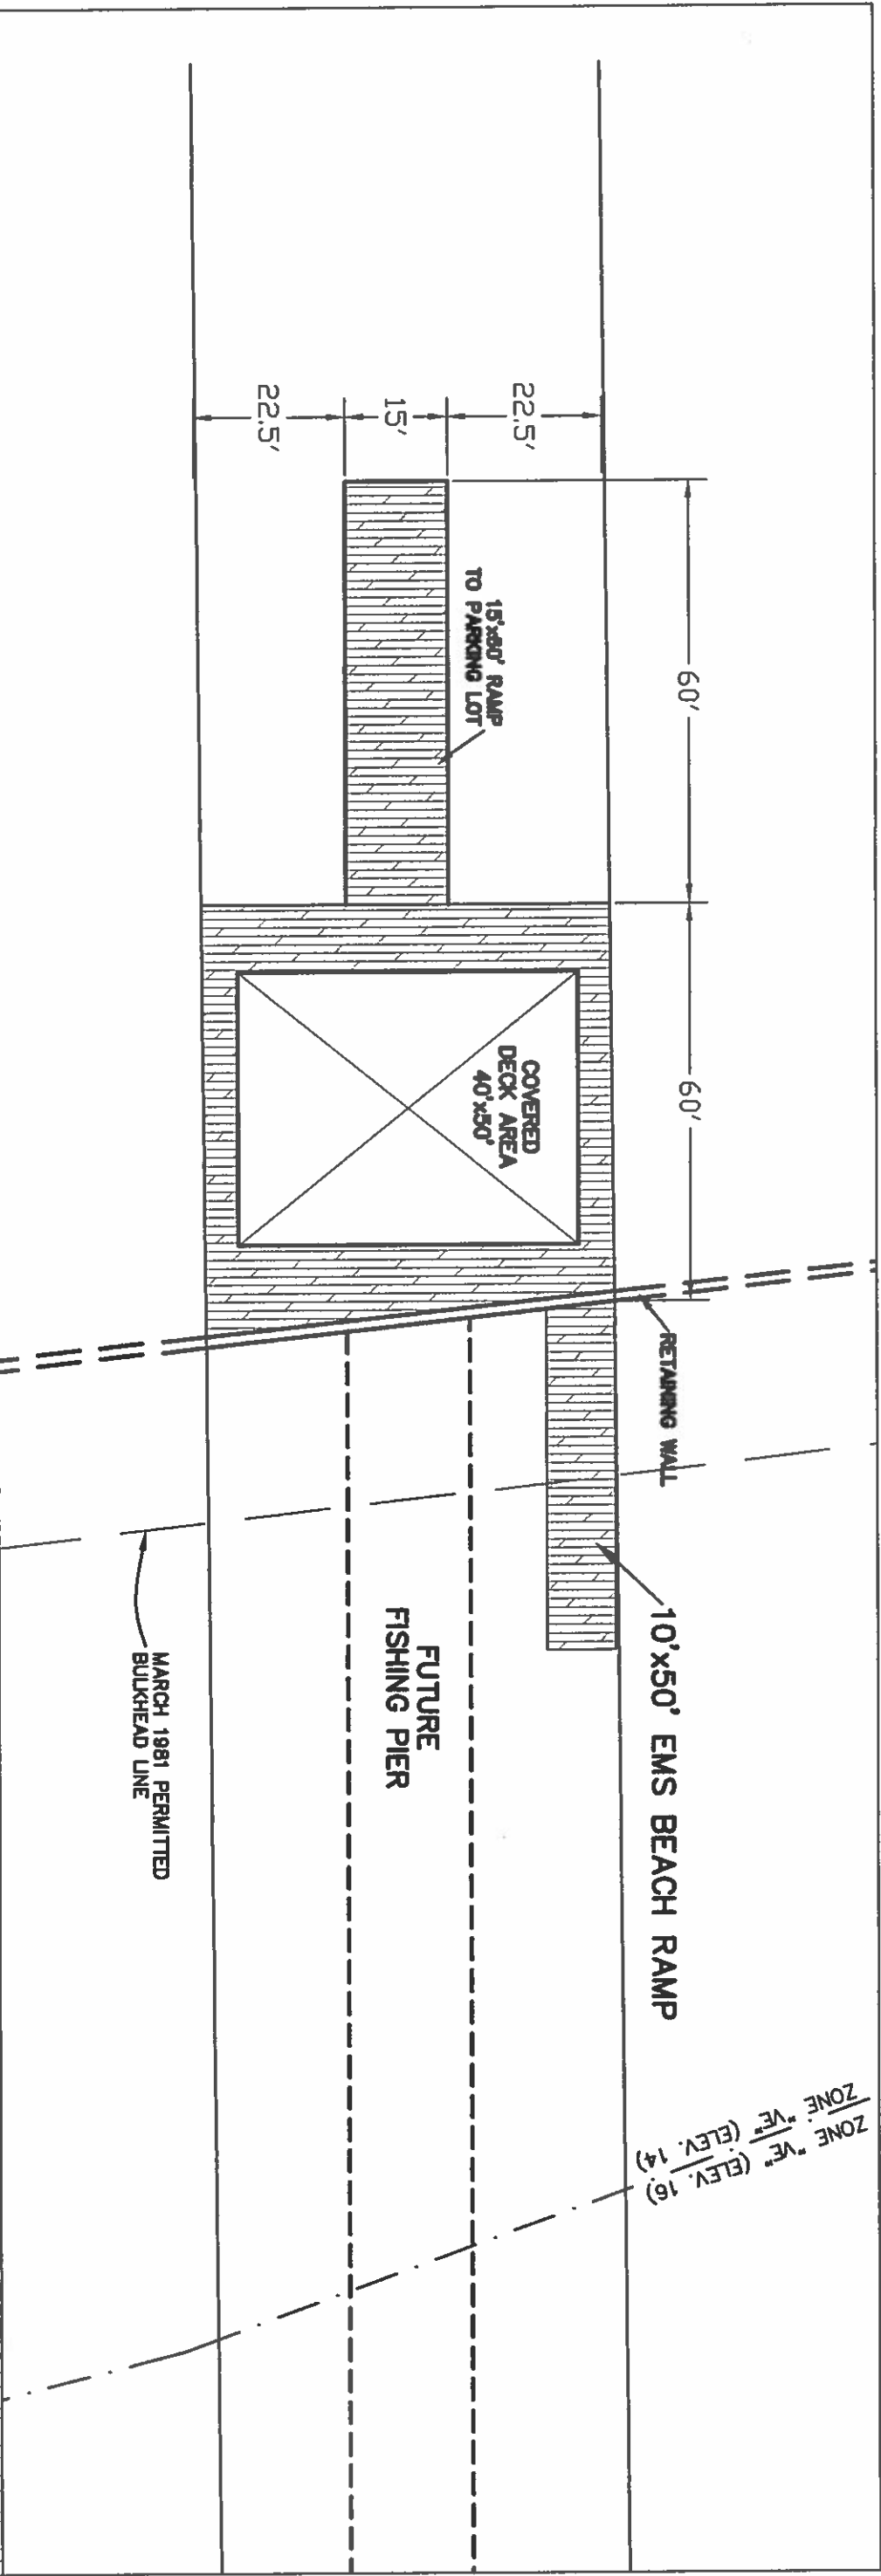 60'
60'
22.5'
15'
22.5'
15'x60' RAMP
TO PARKING LOT
COVERED
DECK AREA
40'x50'
RETAINING WALL
10'x50' EMS BEACH RAMP
FUTURE
FISHING PIER
MARCH 1981 PERMITTED
BULKHEAD LINE
ZONE "VE" (ELEV. 14)
ZONE "VE" (ELEV. 16)